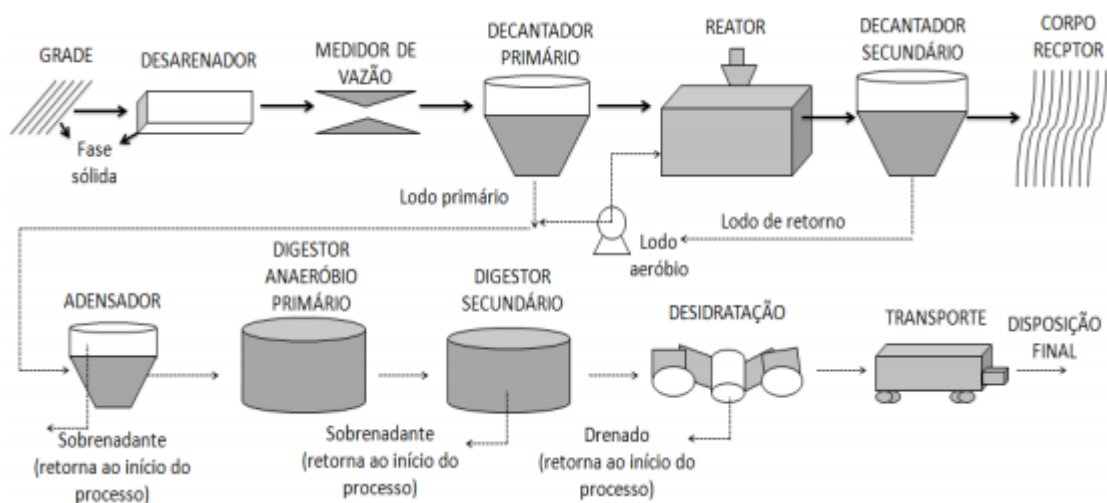 GRADE
DESARENADOR
MEDIDOR DE
VAZÃO
DECANTADOR
PRIMÁRIO
REATOR
DECANTADOR
SECUNDÁRIO
CORPO
RECPTOR
Fase
sólida
Lodo primário
Lodo
aeróbio
Lodo de retorno
ADENSADOR
DIGESTOR
ANAERÓBIO
PRIMÁRIO
DIGESTOR
SECUNDÁRIO
DESIDRATAÇÃO
TRANSPORTE
DISPOSIÇÃO
FINAL
Sobrenadante
(retorna ao início do
processo)
Sobrenadante
(retorna ao início do
processo)
Drenado
(retorna ao início do
processo)